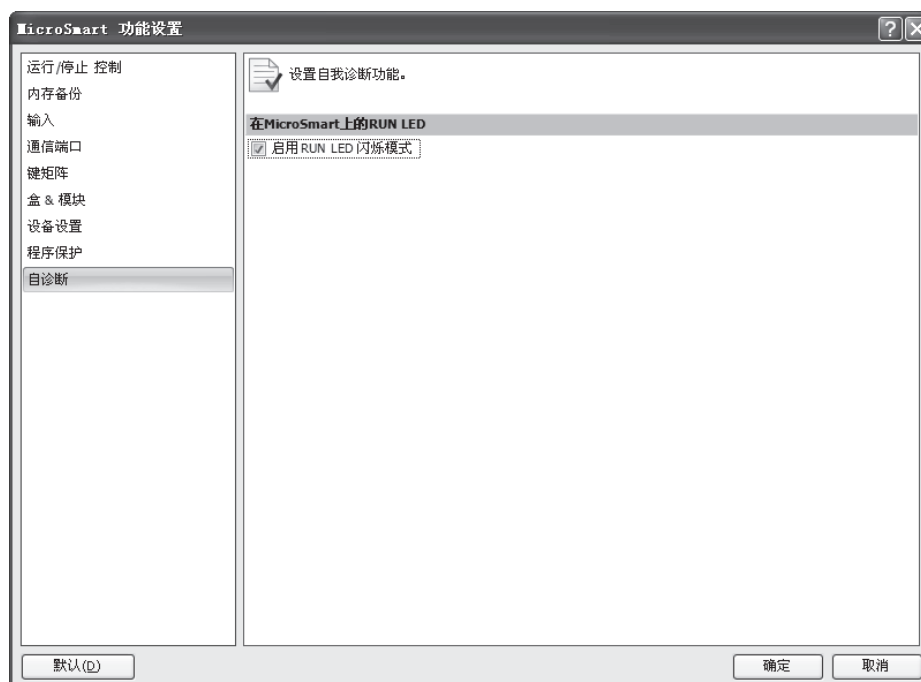 MicroSmart 功能设置
运行/停止 控制
内存备份
输入
通信端口
键矩阵
盒 & 模块
设备设置
程序保护
自诊断
设置自我诊断功能。
在MicroSmart上的RUN LED
启用 RUN LED 闪烁模式
默认(D)
确定
取消